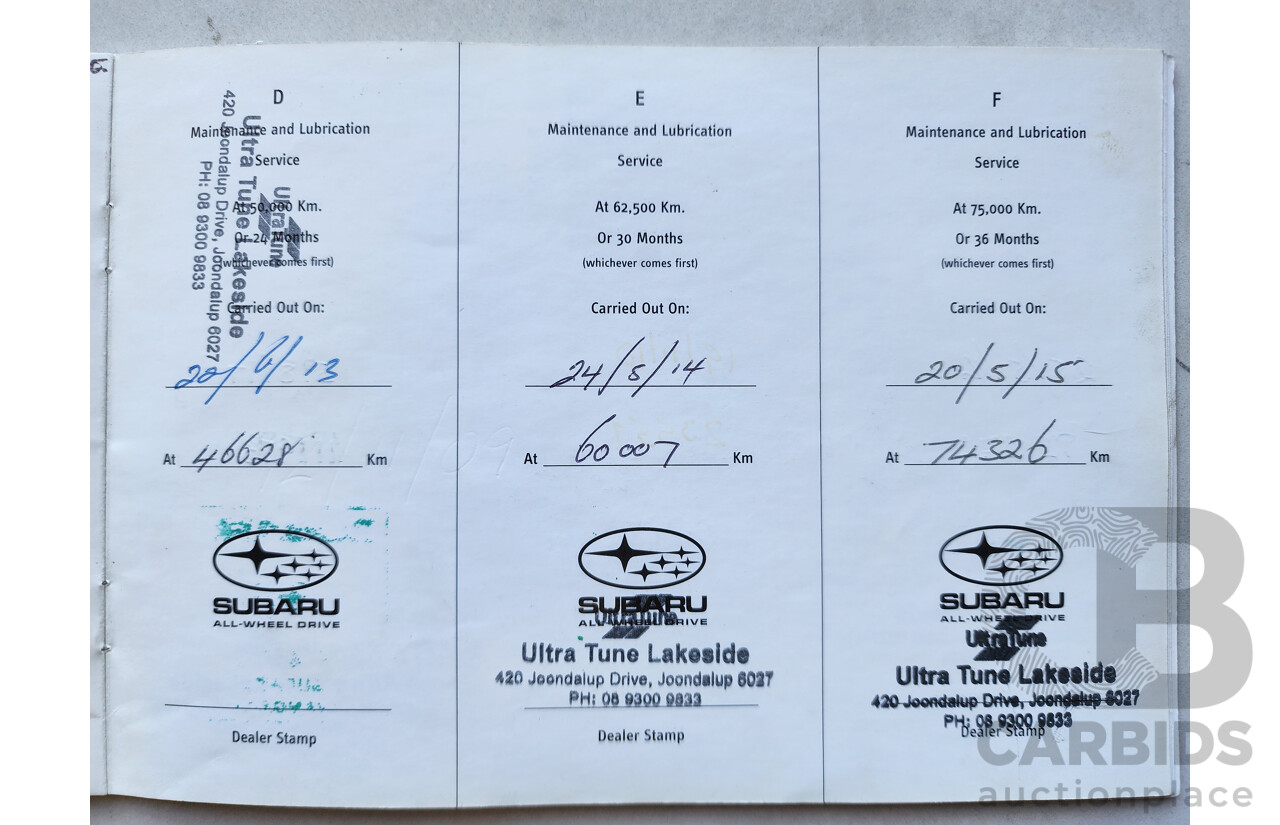 D
Maintenance and Lubrication
Service
At 50,000 Km.
Or 24 Months
(whichever comes first)
Carried Out On:
22/6/13
At 46628 Km
SUBARU
ALL-WHEEL DRIVE
Dealer Stamp
UltraTune
Ultra Tune Lakeside
420 Joondalup Drive, Joondalup 6027
PH: 08 9300 9833
E
Maintenance and Lubrication
Service
At 62,500 Km.
Or 30 Months
(whichever comes first)
Carried Out On:
24/5/14
At 60007 Km
SUBARU
ALL-WHEEL DRIVE
UltraTune
Ultra Tune Lakeside
420 Joondalup Drive, Joondalup 6027
PH: 08 9300 9833
Dealer Stamp
F
Maintenance and Lubrication
Service
At 75,000 Km.
Or 36 Months
(whichever comes first)
Carried Out On:
20/5/15
At 74326 Km
SUBARU
ALL-WHEEL DRIVE
UltraTune
Ultra Tune Lakeside
420 Joondalup Drive, Joondalup 6027
PH: 08 9300 9833
Dealer Stamp
B
CARBIDS
auctionplace